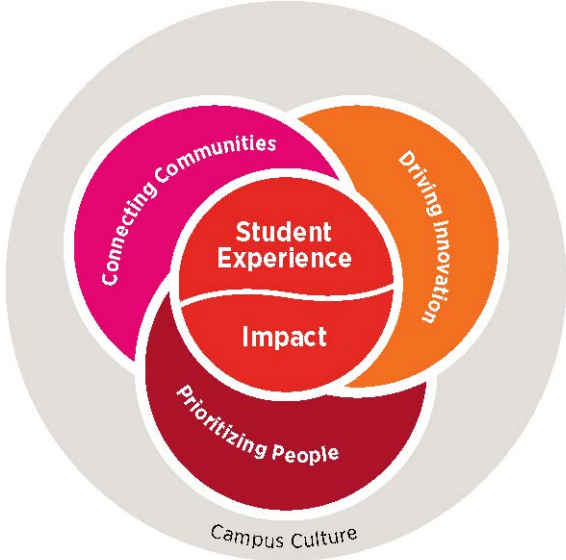 Connecting Communities
Driving Innovation
Student
Experience
Impact
Prioritizing People
Campus Culture